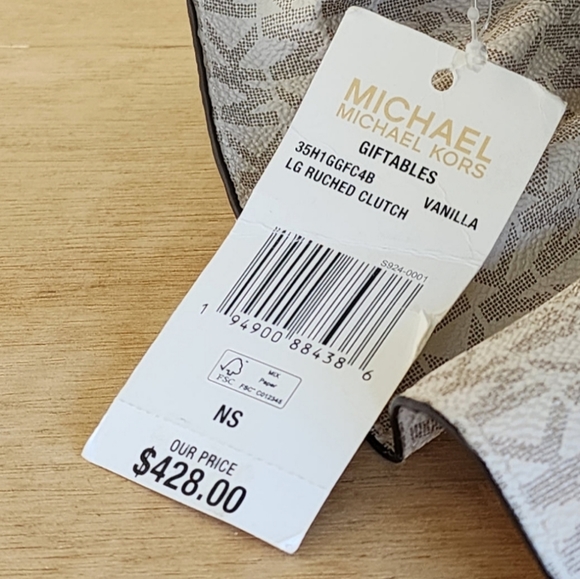 MICHAEL
MICHAEL KORS
GIFTABLES
35H1GGFC4B
LG RUCHED CLUTCH VANILLA
S924-0001
1 94900 88438 6
FSC
MIX
Paper
FSC® C012345
NS
OUR PRICE
$428.00